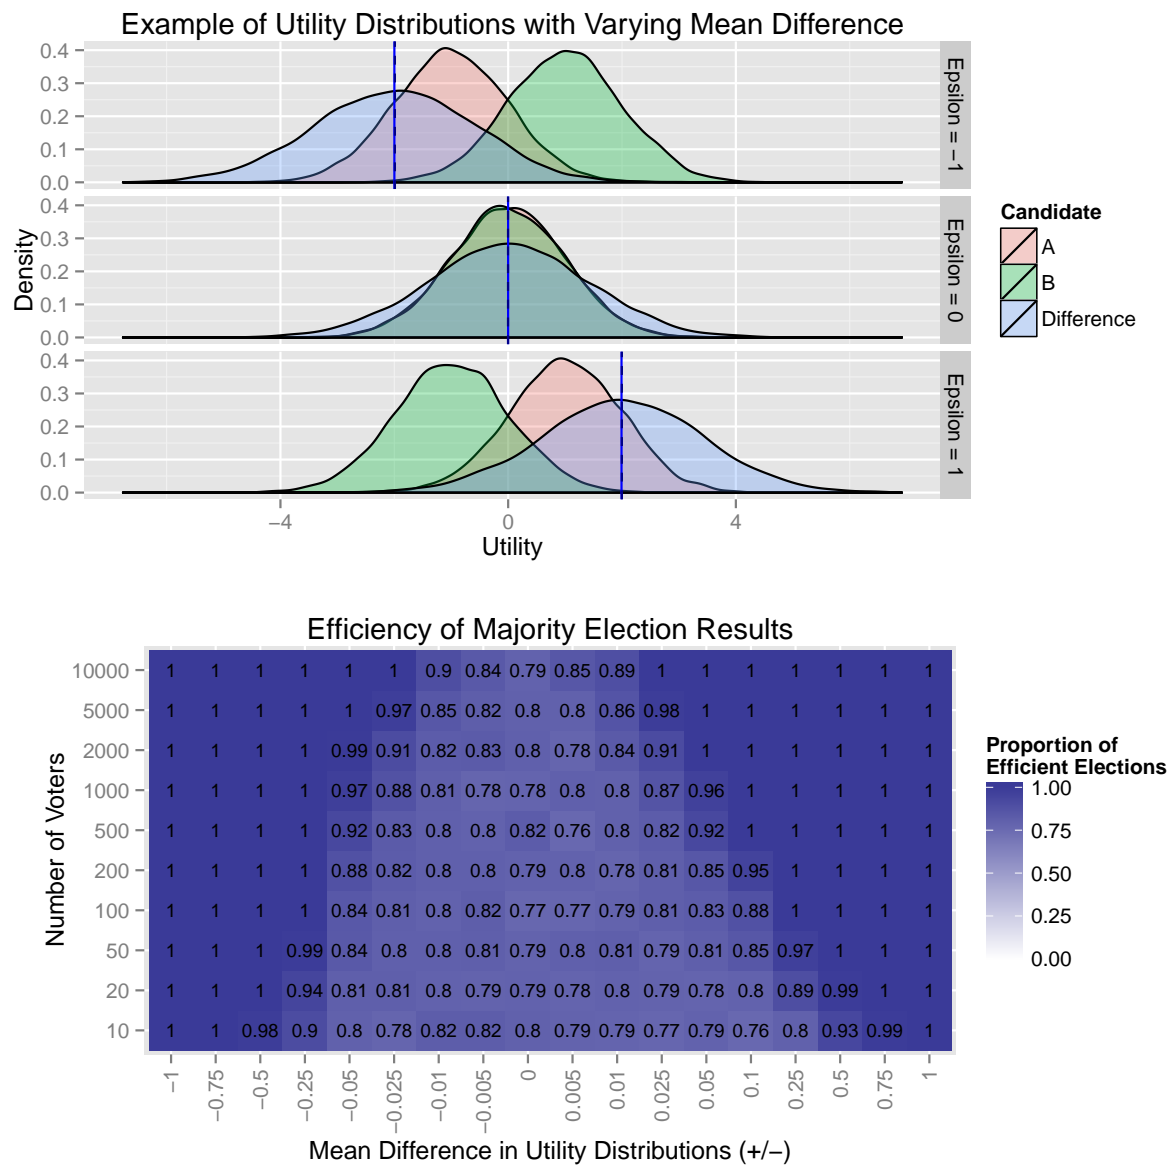 Example of Utility Distributions with Varying Mean Difference
Density
0.4
0.3
0.2
0.1
0.0
Epsilon = −1
0.4
0.3
0.2
0.1
0.0
Epsilon = 0
0.4
0.3
0.2
0.1
0.0
Epsilon = 1
−4 0 4
Utility
Candidate
A
B
Difference
Efficiency of Majority Election Results
Number of Voters
10000 1 1 1 1 1 1 0.9 0.84 0.79 0.85 0.89 1 1 1 1 1 1 1
5000 1 1 1 1 1 0.97 0.85 0.82 0.8 0.8 0.86 0.98 1 1 1 1 1 1
2000 1 1 1 1 0.99 0.91 0.82 0.83 0.8 0.78 0.84 0.91 1 1 1 1 1 1
1000 1 1 1 1 0.97 0.88 0.81 0.78 0.78 0.8 0.8 0.87 0.96 1 1 1 1 1
500 1 1 1 1 0.92 0.83 0.8 0.8 0.82 0.76 0.8 0.82 0.92 1 1 1 1 1
200 1 1 1 1 0.88 0.82 0.8 0.8 0.79 0.8 0.78 0.81 0.85 0.95 1 1 1 1
100 1 1 1 1 0.84 0.81 0.8 0.82 0.77 0.77 0.79 0.81 0.83 0.88 1 1 1 1
50 1 1 1 0.99 0.84 0.8 0.8 0.81 0.79 0.8 0.81 0.79 0.81 0.85 0.97 1 1 1
20 1 1 1 0.94 0.81 0.81 0.8 0.79 0.79 0.78 0.8 0.79 0.78 0.8 0.89 0.99 1 1
10 1 1 0.98 0.9 0.8 0.78 0.82 0.82 0.8 0.79 0.79 0.77 0.79 0.76 0.8 0.93 0.99 1
−1 −0.75 −0.5 −0.25 −0.05 −0.025 −0.01 −0.005 0 0.005 0.01 0.025 0.05 0.1 0.25 0.5 0.75 1
Mean Difference in Utility Distributions (+/−)
Proportion of
Efficient Elections
1.00
0.75
0.50
0.25
0.00